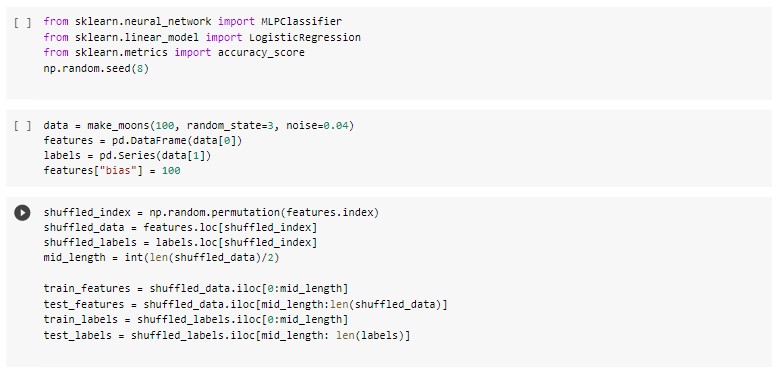 [ ] from sklearn.neural_network import MLPClassifier
from sklearn.linear_model import LogisticRegression
from sklearn.metrics import accuracy_score
np.random.seed(8)
[ ] data = make_moons(100, random_state=3, noise=0.04)
features = pd.DataFrame(data[0])
labels = pd.Series(data[1])
features["bias"] = 100
shuffled_index = np.random.permutation(features.index)
shuffled_data = features.loc[shuffled_index]
shuffled_labels = labels.loc[shuffled_index]
mid_length = int(len(shuffled_data)/2)
train_features = shuffled_data.iloc[0:mid_length]
test_features = shuffled_data.iloc[mid_length:len(shuffled_data)]
train_labels = shuffled_labels.iloc[0:mid_length]
test_labels = shuffled_labels.iloc[mid_length: len(labels)]